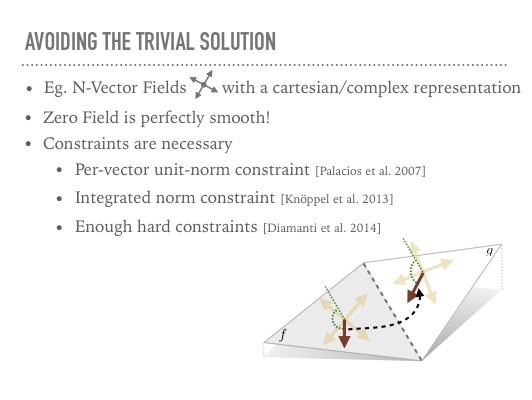 AVOIDING THE TRIVIAL SOLUTION
• Eg. N-Vector Fields with a cartesian/complex representation
• Zero Field is perfectly smooth!
• Constraints are necessary
• Per-vector unit-norm constraint [Palacios et al. 2007]
• Integrated norm constraint [Knöppel et al. 2013]
• Enough hard constraints [Diamanti et al. 2014]
g
f